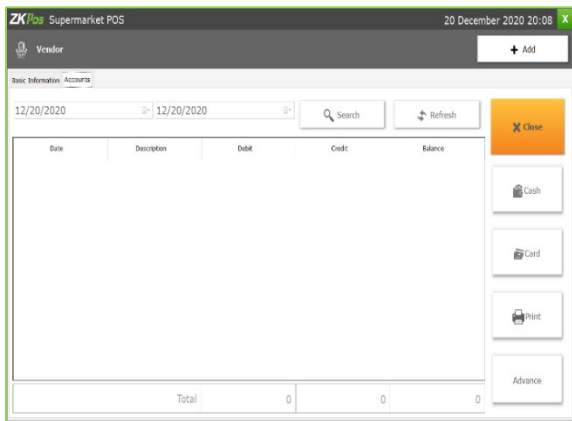 ZKPos Supermarket POS 20 December 2020 20:08 X
Vendor + Add
Basic Information Accounts
12/20/2020 12/20/2020 Search Refresh
Close
Date Description Debit Credit Balance
Cash
Card
Print
Advance
Total 0 0 0